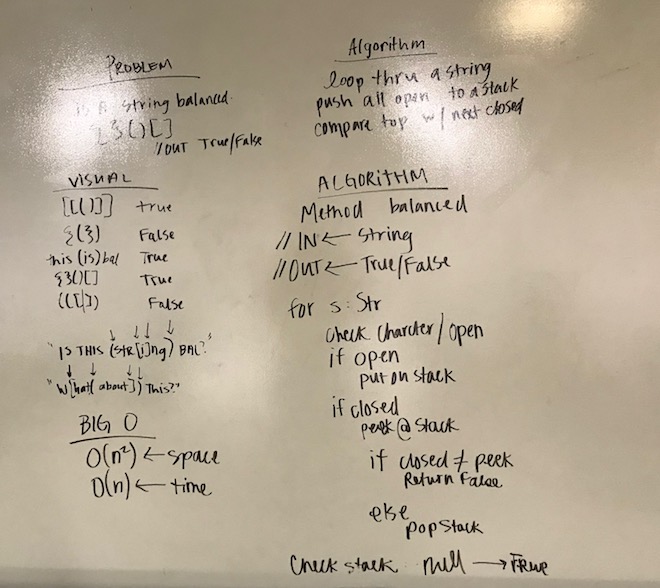 PROBLEM
is a string balanced.
{}()[]
//OUT True/False
VISUAL
[[()]] true
{(}) False
this (is) bal True
{}()[] True
(([]) False
↓ ↓↓ ↓
"IS THIS (STR[i]ng) BAL?"
↓ ↓ ↓↓
"W[hat( about]) This?"
BIG O
O(n²) ← space
O(n) ← time
Algorithm
loop thru a string
push all open to a stack
compare top w/ next closed
ALGORITHM
Method balanced
// IN ← String
// OUT ← True/False
for s: Str
check Charcter/open
if open
put on stack
if closed
peek @ Stack
if closed ≠ peek
Return False
else
pop Stack
Check stack null →